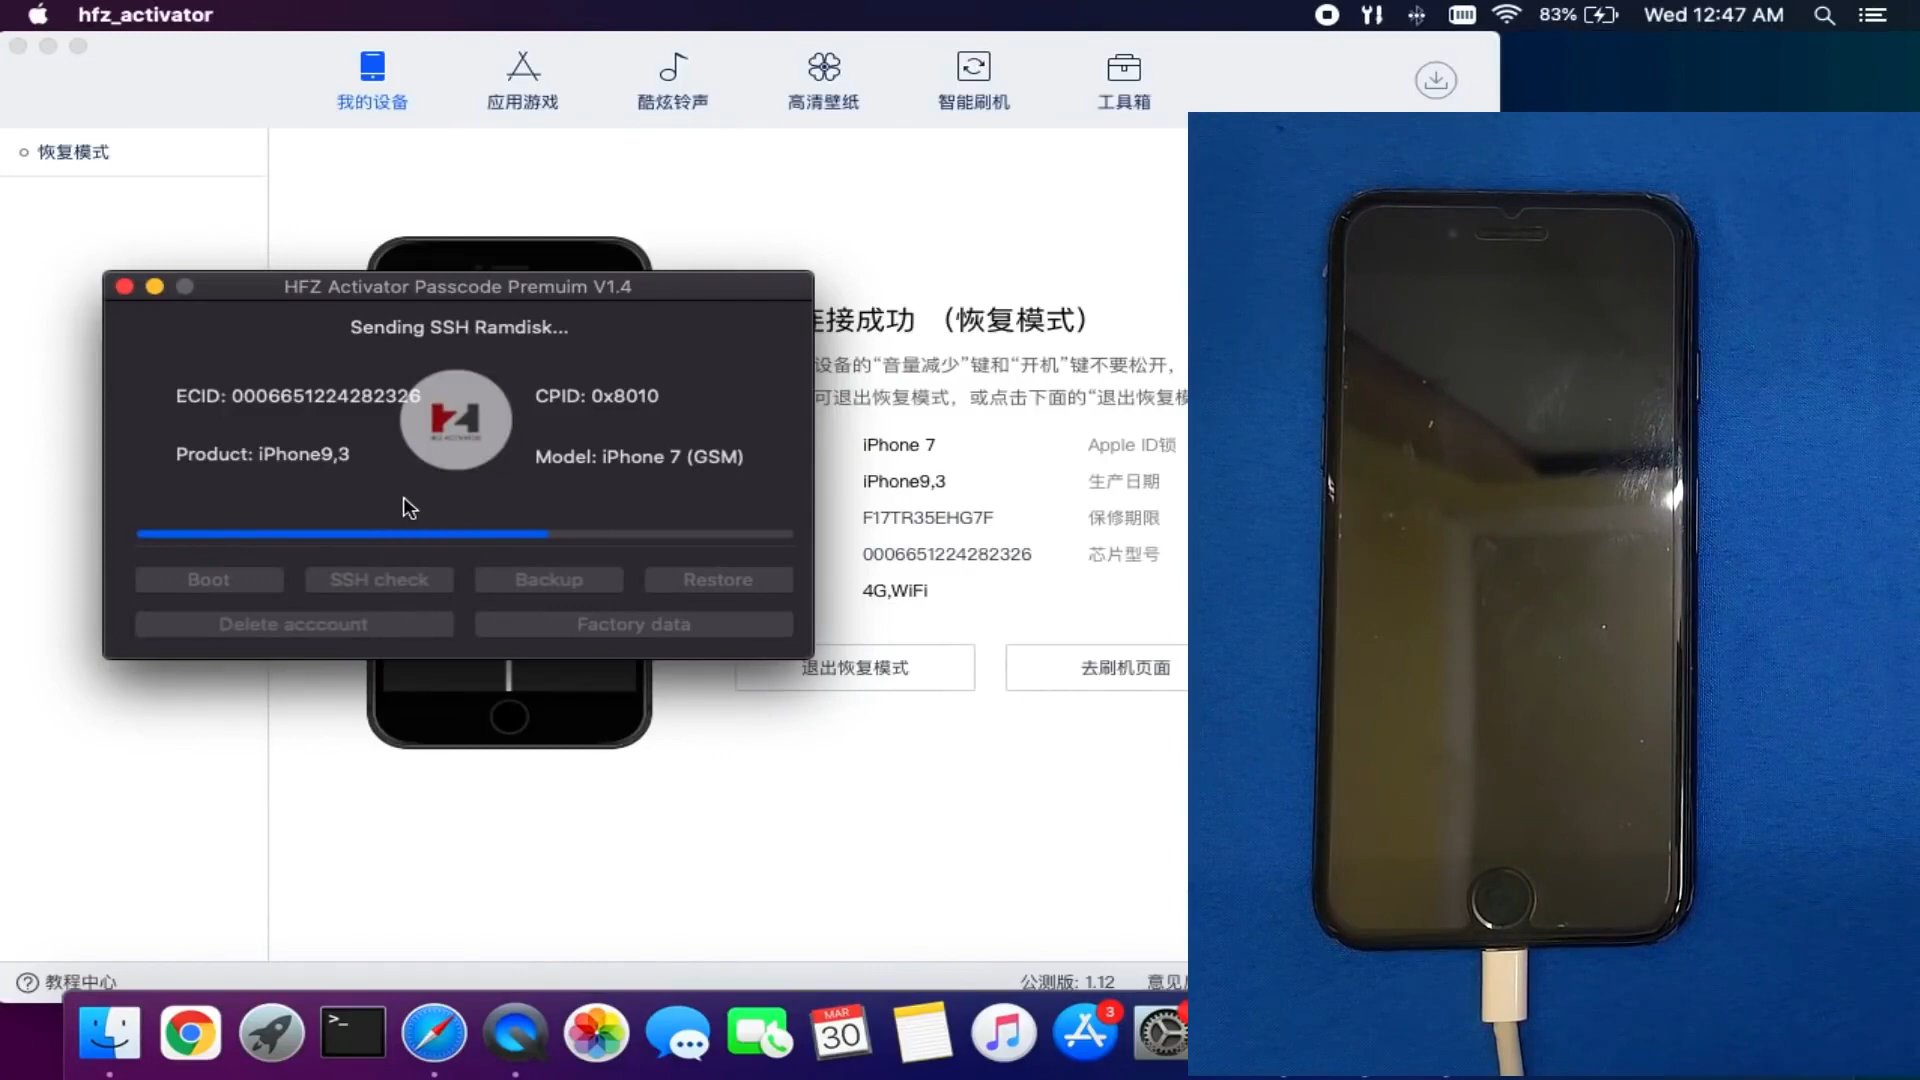 hfz_activator
83%
Wed 12:47 AM
我的设备
应用游戏
酷炫铃声
高清壁纸
智能刷机
工具箱
恢复模式
HFZ Activator Passcode Premuim V1.4
Sending SSH Ramdisk...
ECID: 0006651224282326
CPID: 0x8010
Product: iPhone9,3
Model: iPhone 7 (GSM)
Boot
SSH check
Backup
Restore
Delete acccount
Factory data
连接成功 （恢复模式）
设备的“音量减少”键和“开机”键不要松开，
可退出恢复模式，或点击下面的“退出恢复模
iPhone 7
Apple ID锁
iPhone9,3
生产日期
F17TR35EHG7F
保修期限
0006651224282326
芯片型号
4G,WiFi
退出恢复模式
去刷机页面
教程中心
公测版: 1.12
意见
MAR
30
3